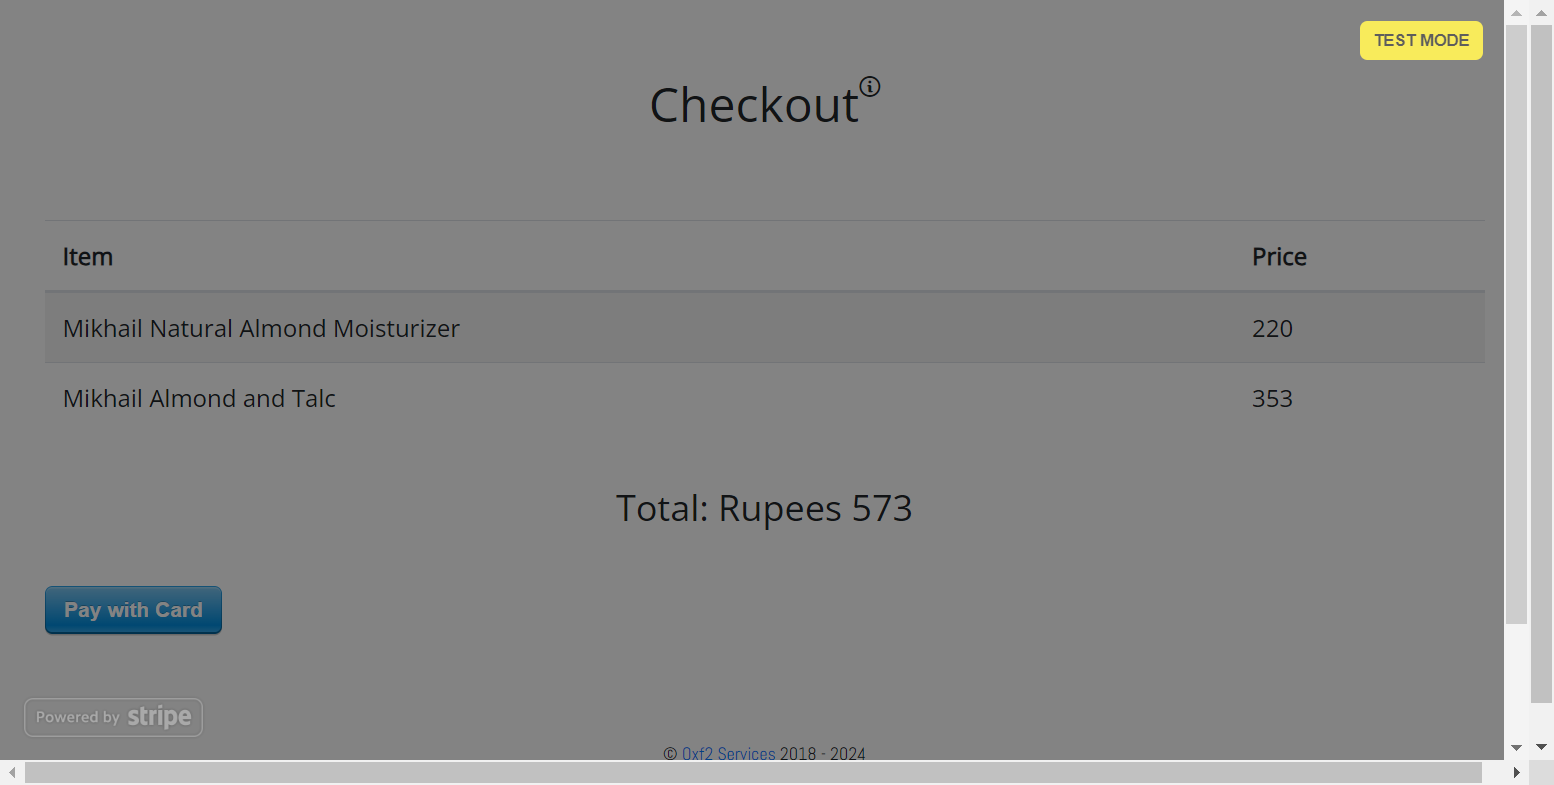 TEST MODE
Checkout
Item Price
Mikhail Natural Almond Moisturizer 220
Mikhail Almond and Talc 353
Total: Rupees 573
Pay with Card
Powered by stripe
© Qxf2 Services 2018 - 2024